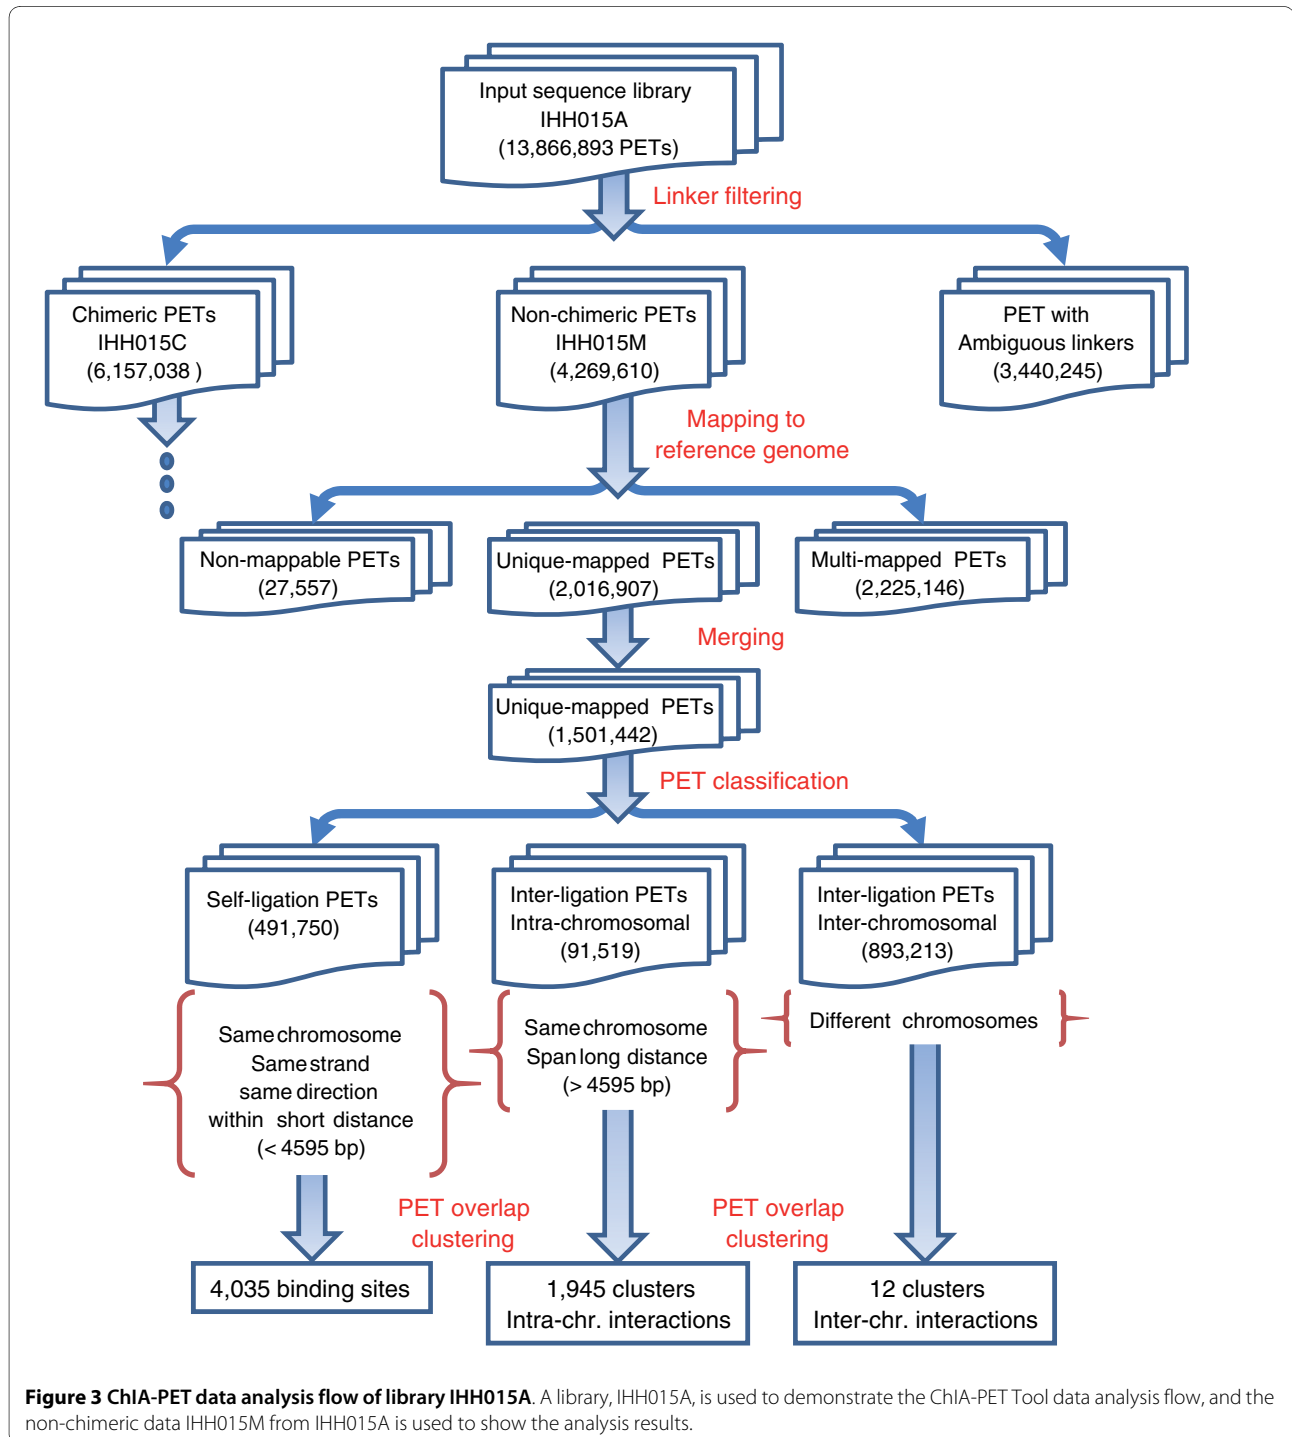 Input sequence library
IHH015A
(13,866,893 PETs)
Linker filtering
Chimeric PETs
IHH015C
(6,157,038 )
Non-chimeric PETs
IHH015M
(4,269,610)
PET with
Ambiguous linkers
(3,440,245)
Mapping to
reference genome
Non-mappable PETs
(27,557)
Unique-mapped PETs
(2,016,907)
Multi-mapped PETs
(2,225,146)
Merging
Unique-mapped PETs
(1,501,442)
PET classification
Self-ligation PETs
(491,750)
Inter-ligation PETs
Intra-chromosomal
(91,519)
Inter-ligation PETs
Inter-chromosomal
(893,213)
Same chromosome
Same strand
same direction
within short distance
(< 4595 bp)
Same chromosome
Span long distance
(> 4595 bp)
Different chromosomes
PET overlap
clustering
PET overlap
clustering
4,035 binding sites
1,945 clusters
Intra-chr. interactions
12 clusters
Inter-chr. interactions
Figure 3 ChIA-PET data analysis flow of library IHH015A. A library, IHH015A, is used to demonstrate the ChIA-PET Tool data analysis flow, and the
non-chimeric data IHH015M from IHH015A is used to show the analysis results.